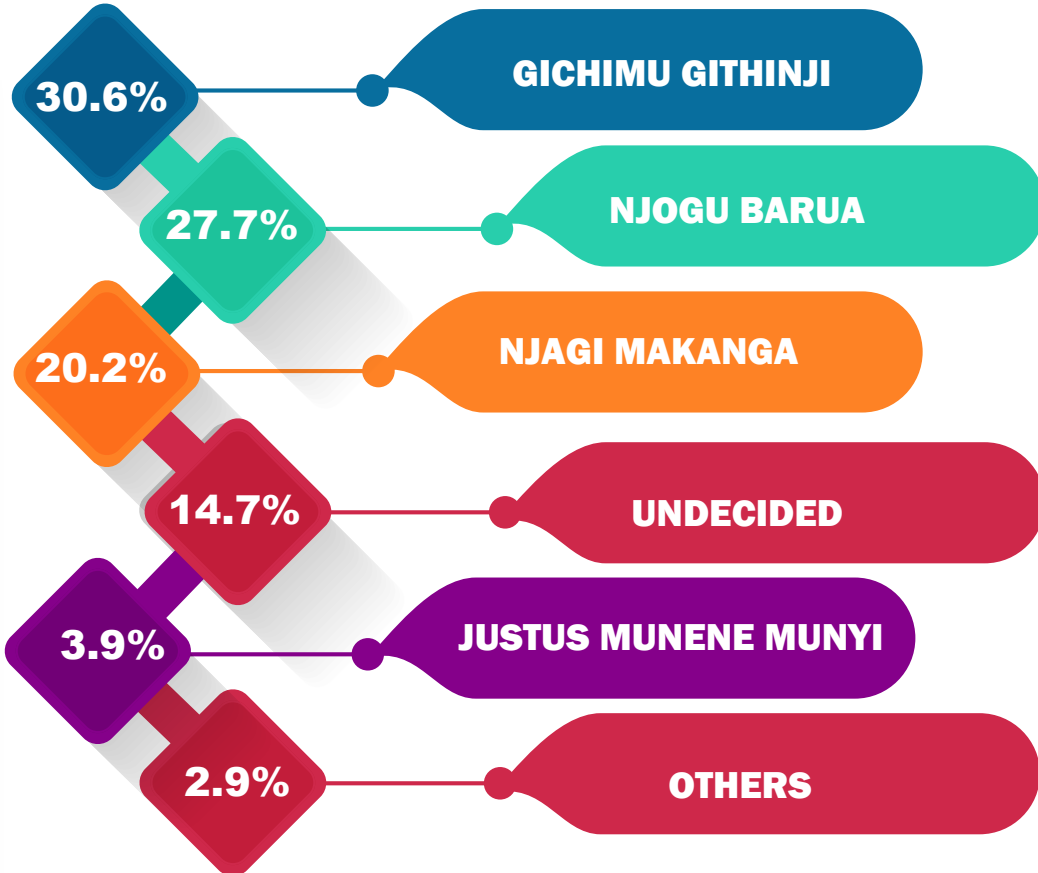 30.6% GICHIMU GITHINJI
27.7% NJOGU BARUA
20.2% NJAGI MAKANGA
14.7% UNDECIDED
3.9% JUSTUS MUNENE MUNYI
2.9% OTHERS